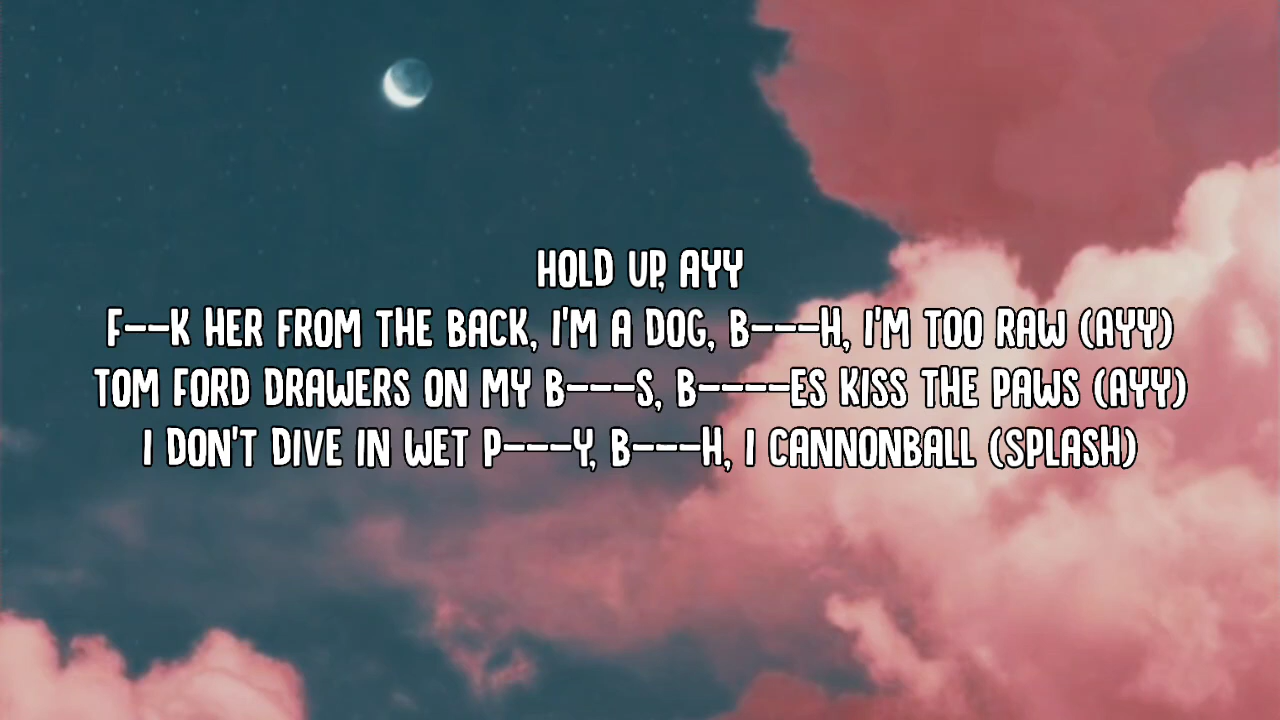 HOLD UP, AYY
F--K HER FROM THE BACK, I'M A DOG, B---H, I'M TOO RAW (AYY)
TOM FORD DRAWERS ON MY B---S, B----ES KISS THE PAWS (AYY)
I DON'T DIVE IN WET P---Y, B---H, I CANNONBALL (SPLASH)